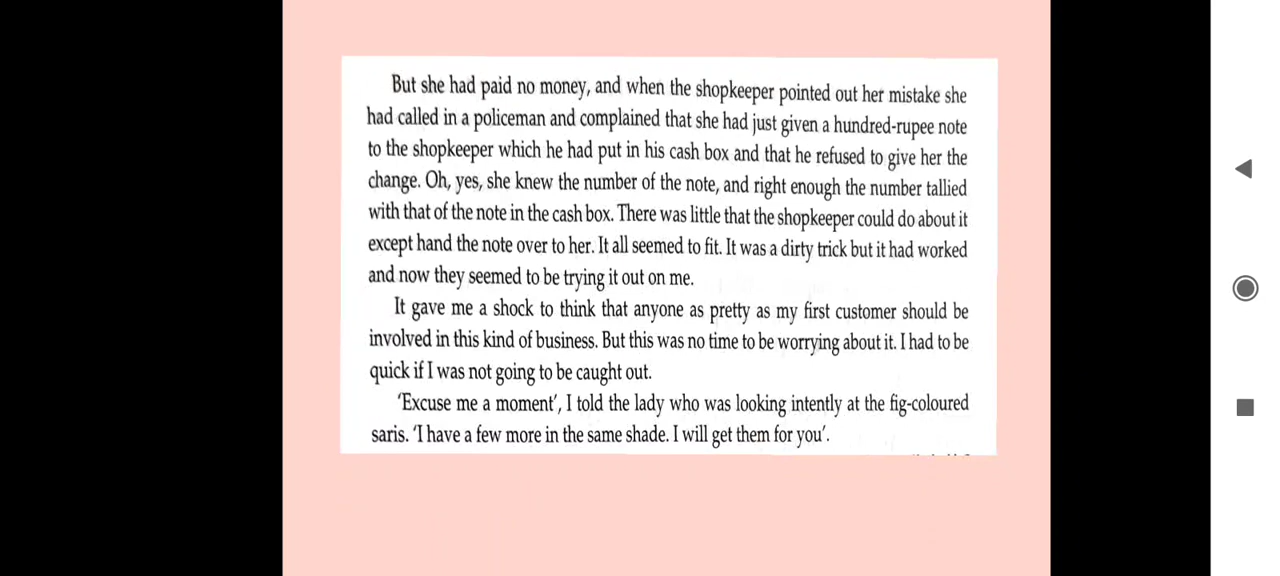 But she had paid no money, and when the shopkeeper pointed out her mistake she
had called in a policeman and complained that she had just given a hundred-rupee note
to the shopkeeper which he had put in his cash box and that he refused to give her the
change. Oh, yes, she knew the number of the note, and right enough the number tallied
with that of the note in the cash box. There was little that the shopkeeper could do about it
except hand the note over to her. It all seemed to fit. It was a dirty trick but it had worked
and now they seemed to be trying it out on me.
It gave me a shock to think that anyone as pretty as my first customer should be
involved in this kind of business. But this was no time to be worrying about it. I had to be
quick if I was not going to be caught out.
‘Excuse me a moment’, I told the lady who was looking intently at the fig-coloured
saris. ‘I have a few more in the same shade. I will get them for you’.